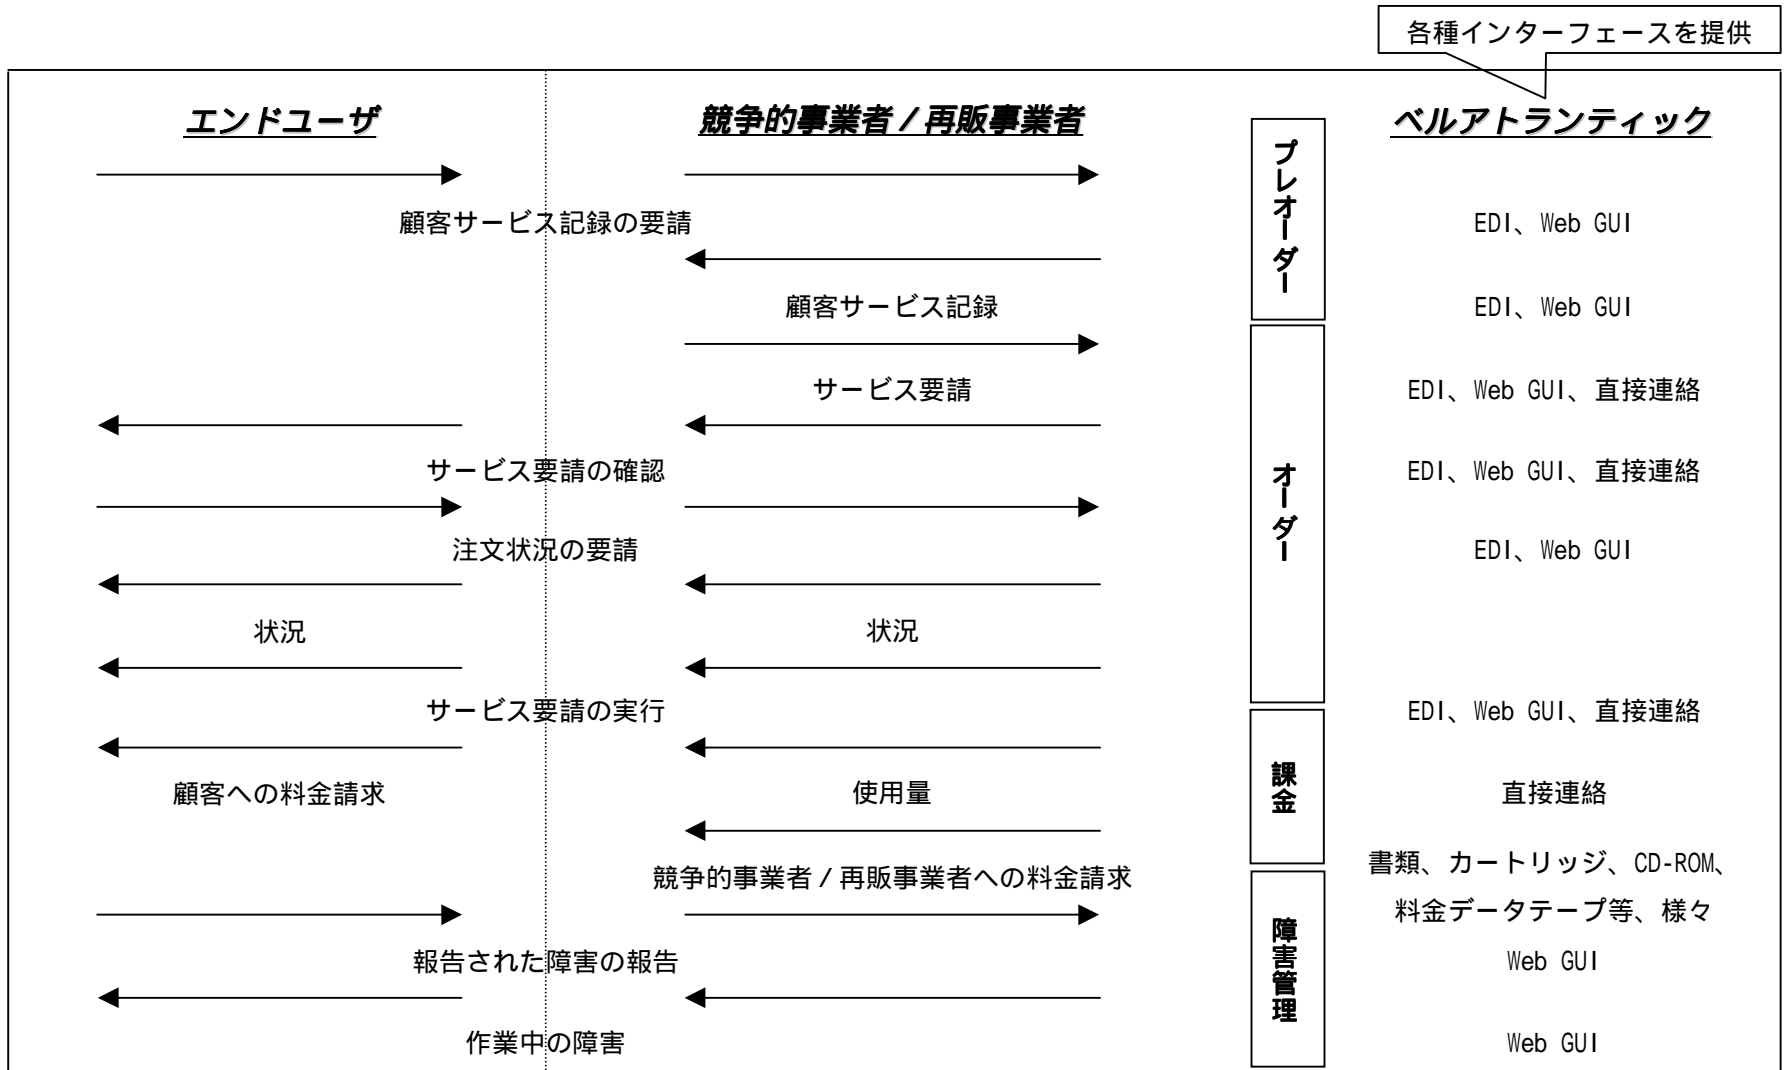 各種インターフェースを提供
エンドユーザ
競争的事業者/再販事業者
ベルアトランティック
プレオーダー
顧客サービス記録の要請
EDI、Web GUI
顧客サービス記録
EDI、Web GUI
オーダー
サービス要請
EDI、Web GUI、直接連絡
サービス要請の確認
EDI、Web GUI、直接連絡
注文状況の要請
EDI、Web GUI
状況
状況
サービス要請の実行
EDI、Web GUI、直接連絡
課金
顧客への料金請求
使用量
直接連絡
競争的事業者/再販事業者への料金請求
書類、カートリッジ、CD-ROM、
料金データテープ等、様々
障害管理
報告された障害の報告
Web GUI
作業中の障害
Web GUI